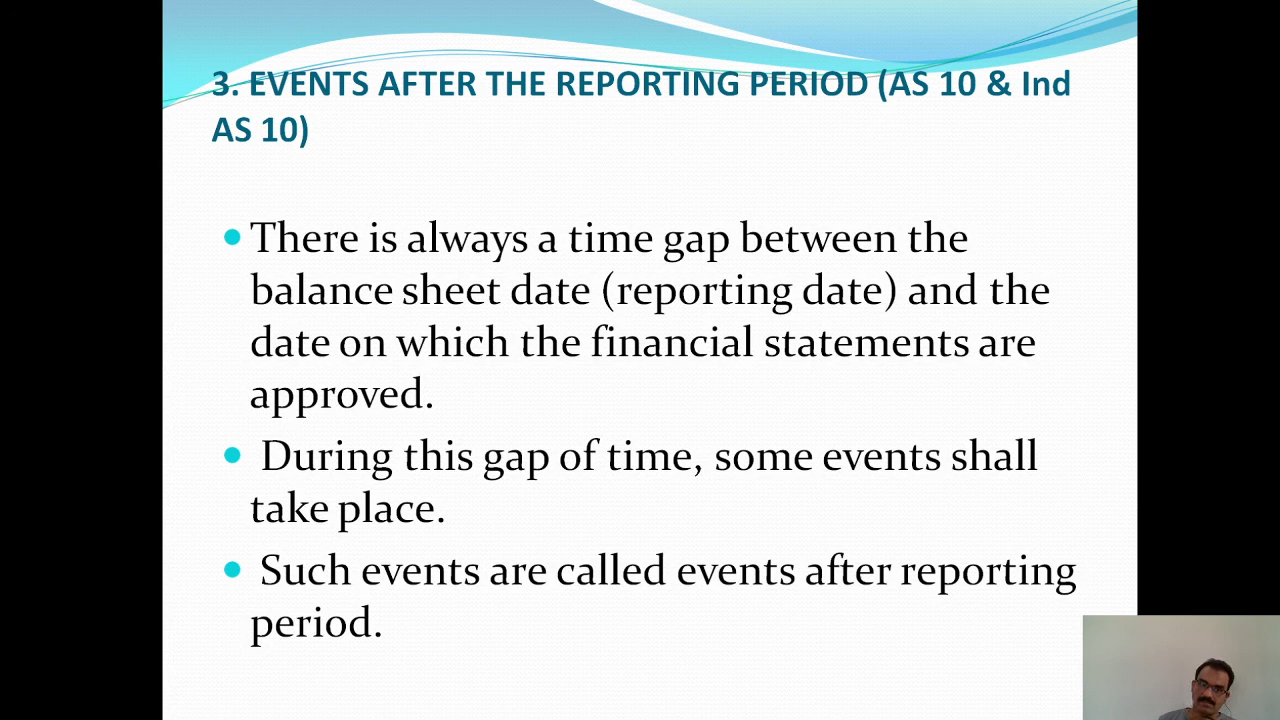 3. EVENTS AFTER THE REPORTING PERIOD (AS 10 & Ind
AS 10)
• There is always a time gap between the
balance sheet date (reporting date) and the
date on which the financial statements are
approved.
• During this gap of time, some events shall
take place.
• Such events are called events after reporting
period.